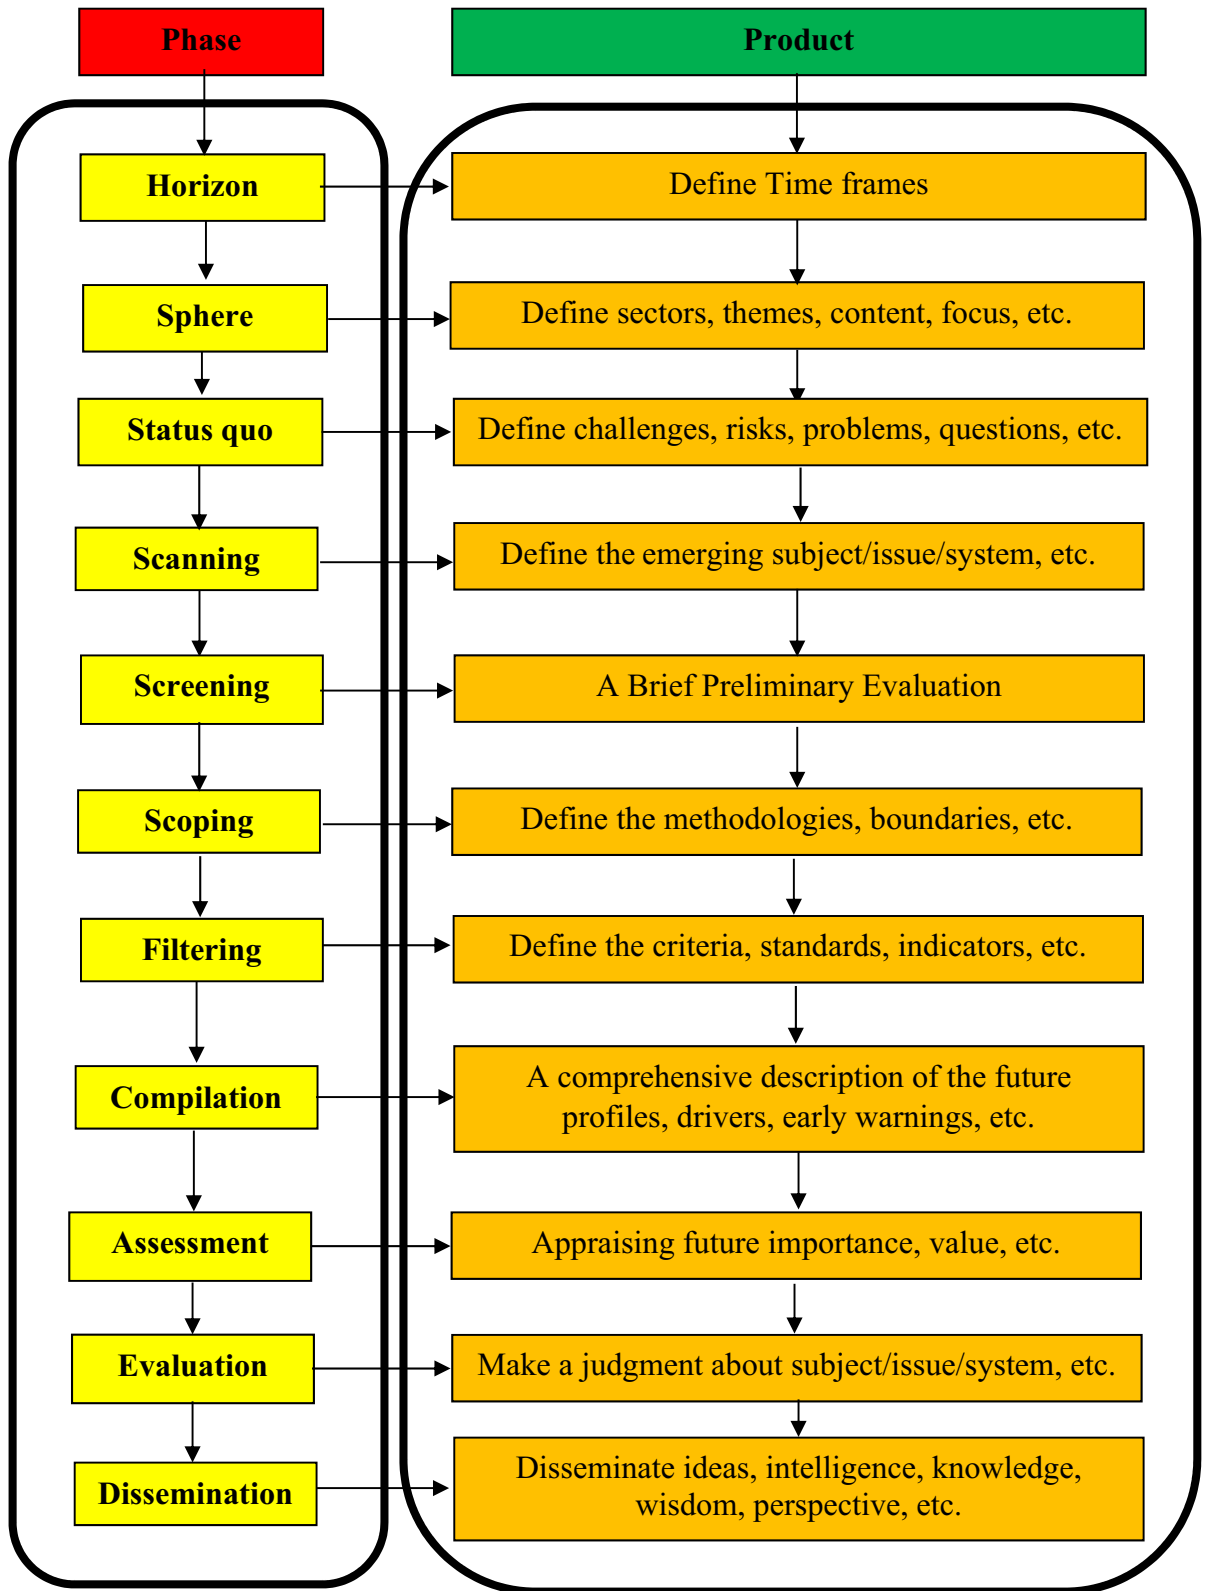 Phase
Product
Horizon
Define Time frames
Sphere
Define sectors, themes, content, focus, etc.
Status quo
Define challenges, risks, problems, questions, etc.
Scanning
Define the emerging subject/issue/system, etc.
Screening
A Brief Preliminary Evaluation
Scoping
Define the methodologies, boundaries, etc.
Filtering
Define the criteria, standards, indicators, etc.
Compilation
A comprehensive description of the future
profiles, drivers, early warnings, etc.
Assessment
Appraising future importance, value, etc.
Evaluation
Make a judgment about subject/issue/system, etc.
Dissemination
Disseminate ideas, intelligence, knowledge,
wisdom, perspective, etc.